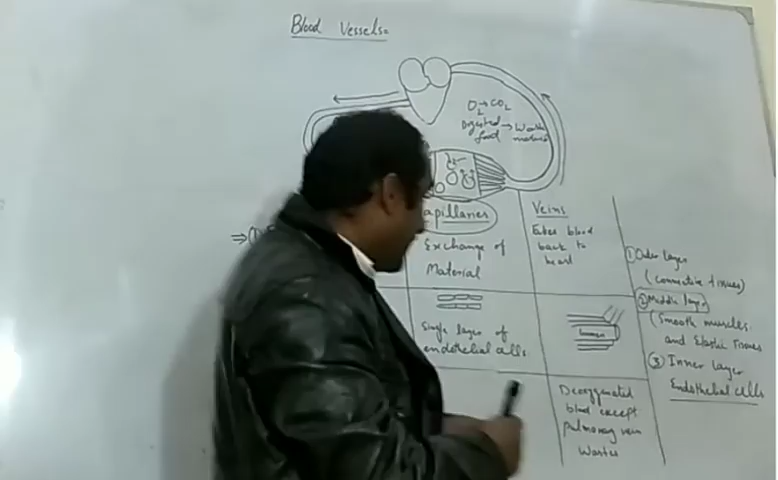 Blood Vessels:
O2 → CO2
Digested → Waste
food material
apillaries
Veins
Exchange of
Material
Enter blood
back to
heart
Single layer of
endothelial cells.
lumen
Deoxygenated
blood except
pulmonary vein
Wastes
① Outer layer
(connective tissues)
② Middle layer
(Smooth muscles
and Elastic tissues
③ Inner layer
Endothelial cells